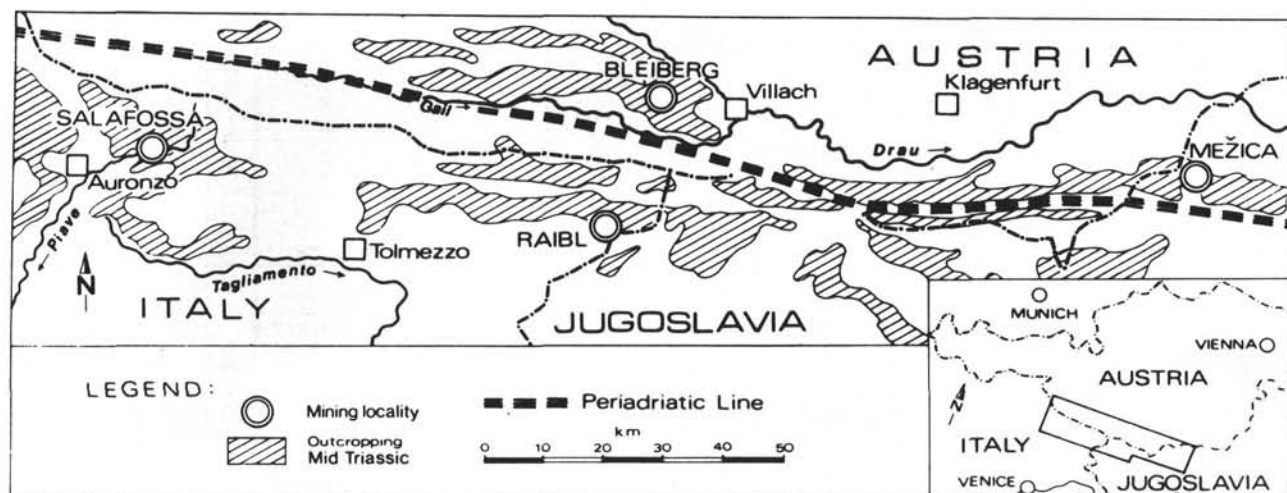 AUSTRIA
BLEIBERG
Villach
Klagenfurt
SALAFOSSA
Gail
Drau
MEŽICA
Auronzo
Piave
N
Tolmezzo
RAIBL
Tagliamento
ITALY
JUGOSLAVIA
LEGEND:
Mining locality
Outcropping
Mid Triassic
Periadriatic Line
km
0 10 20 30 40 50
MUNICH
VIENNA
AUSTRIA
N
ITALY
VENICE
JUGOSLAVIA